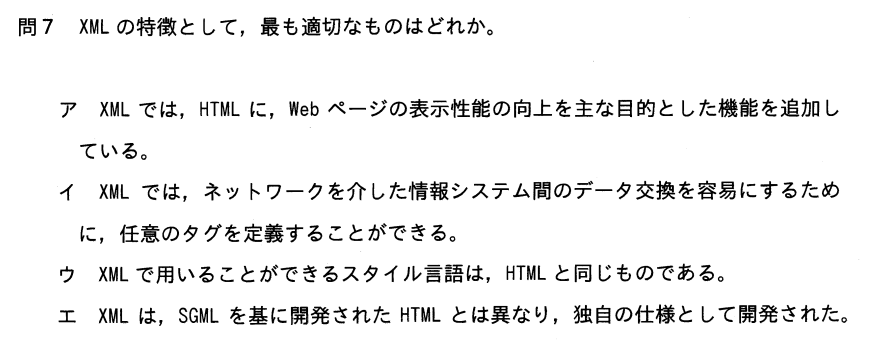 問7 XML の特徴として，最も適切なものはどれか。
ア XML では，HTML に，Web ページの表示性能の向上を主な目的とした機能を追加し
ている。
イ XML では，ネットワークを介した情報システム間のデータ交換を容易にするため
に，任意のタグを定義することができる。
ウ XML で用いることができるスタイル言語は，HTML と同じものである。
エ XML は，SGML を基に開発された HTML とは異なり，独自の仕様として開発された。